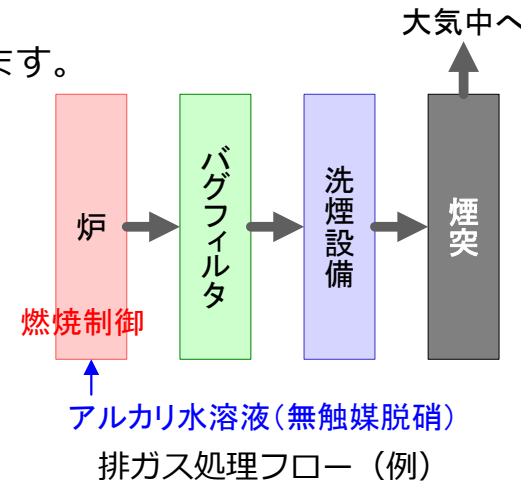 大気中へ
ます。
炉
バグフィルタ
洗煙設備
煙突
燃焼制御
アルカリ水溶液（無触媒脱硝）
排ガス処理フロー（例）